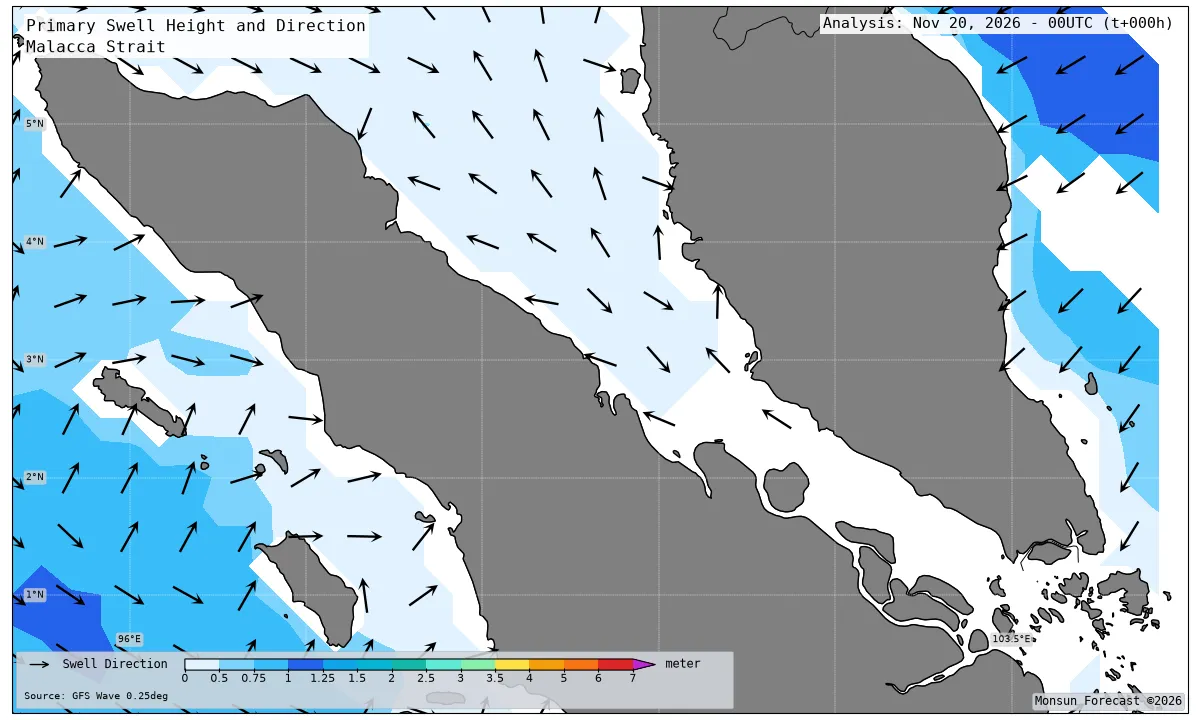 Primary Swell Height and Direction
Malacca Strait
Analysis: Nov 20, 2026 - 00UTC (t+000h)
5°N
4°N
3°N
2°N
1°N
96°E
103.5°E
Swell Direction
0 0.5 0.75 1 1.25 1.5 2 2.5 3 3.5 4 5 6 7
meter
Source: GFS Wave 0.25deg
Monsun Forecast ©2026